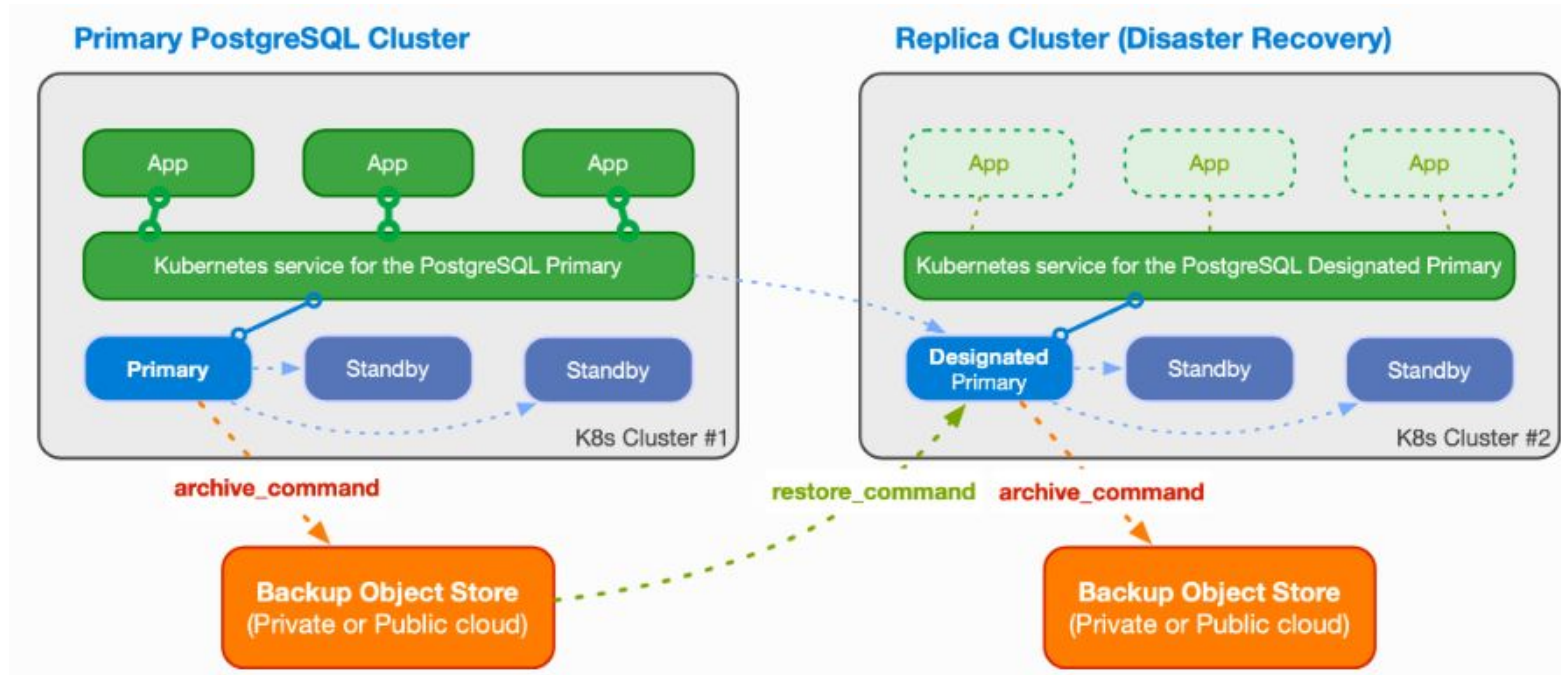 Primary PostgreSQL Cluster
Replica Cluster (Disaster Recovery)
App
App
App
App
App
App
Kubernetes service for the PostgreSQL Primary
Kubernetes service for the PostgreSQL Designated Primary
Primary
Standby
Standby
Designated
Primary
Standby
Standby
K8s Cluster #1
K8s Cluster #2
archive_command
restore_command
archive_command
Backup Object Store
(Private or Public cloud)
Backup Object Store
(Private or Public cloud)